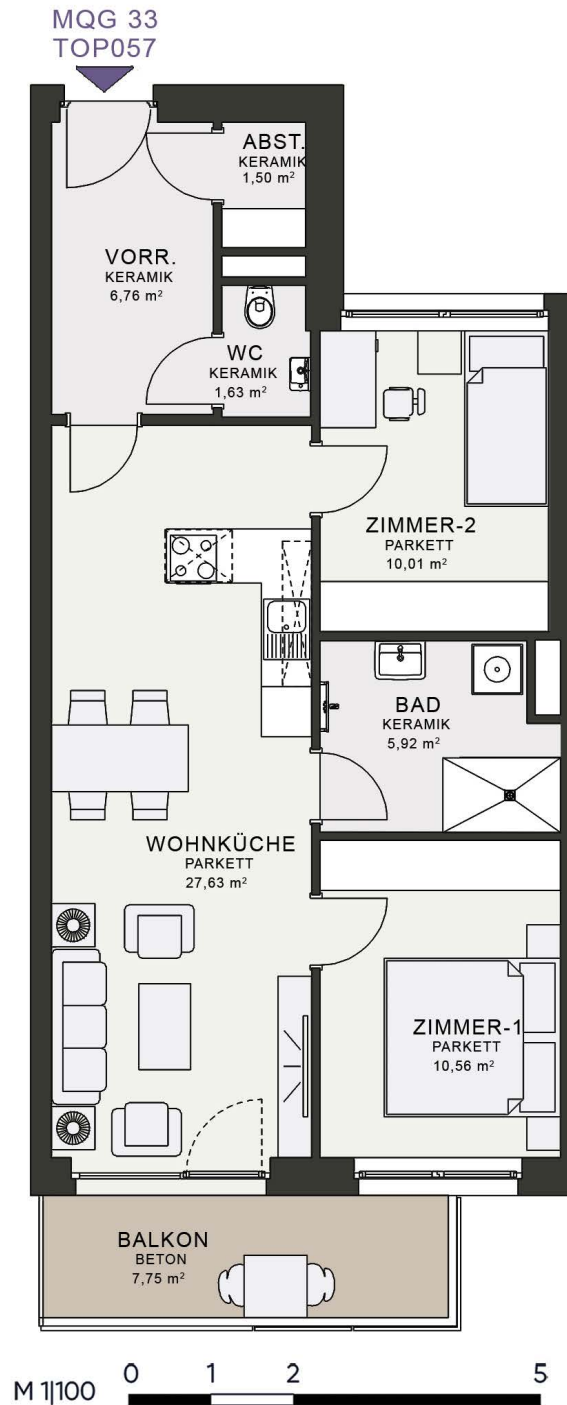 MQG 33
TOP057
ABST.
KERAMIK
1,50 m²
VORR.
KERAMIK
6,76 m²
WC
KERAMIK
1,63 m²
ZIMMER-2
PARKETT
10,01 m²
BAD
KERAMIK
5,92 m²
WOHNKÜCHE
PARKETT
27,63 m²
ZIMMER-1
PARKETT
10,56 m²
BALKON
BETON
7,75 m²
M 1|100 0 1 2 5